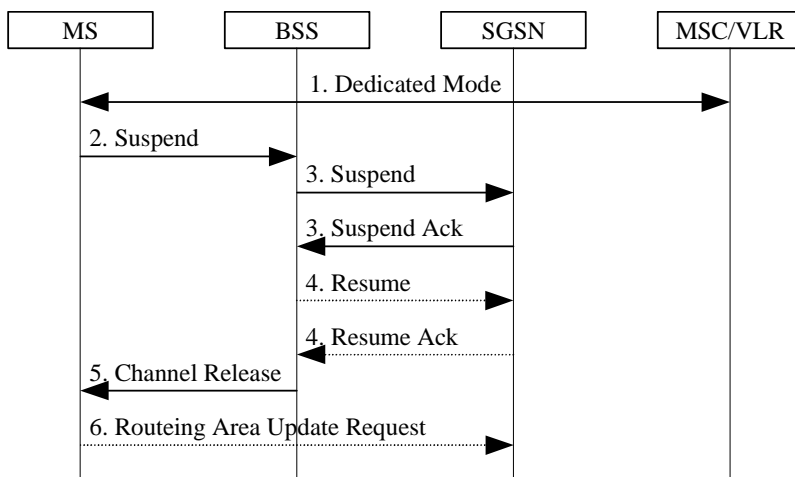 MS
BSS
SGSN
MSC/VLR
1. Dedicated Mode
2. Suspend
3. Suspend
3. Suspend Ack
4. Resume
4. Resume Ack
5. Channel Release
6. Routeing Area Update Request